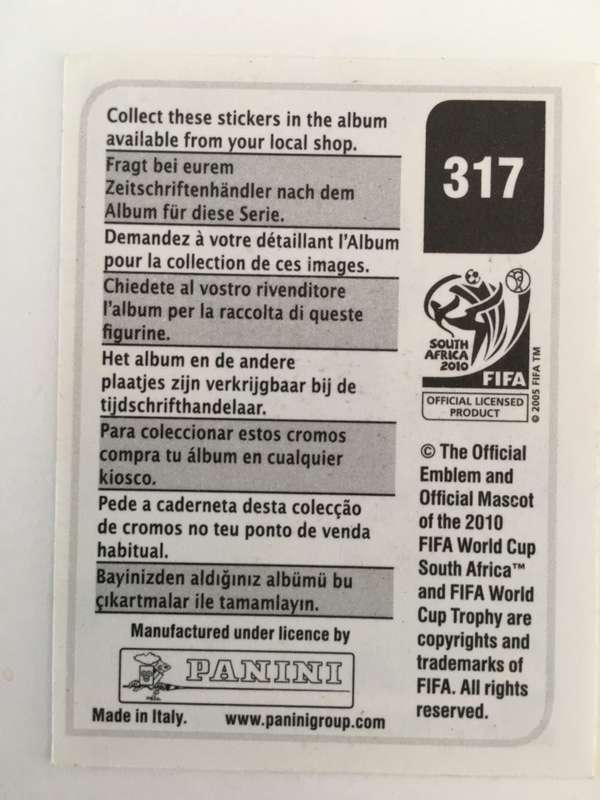 Collect these stickers in the album
available from your local shop.
Fragt bei eurem
Zeitschriftenhändler nach dem
Album für diese Serie.
Demandez à votre détaillant l'Album
pour la collection de ces images.
Chiedete al vostro rivenditore
l'album per la raccolta di queste
figurine.
Het album en de andere
plaatjes zijn verkrijgbaar bij de
tijdschrifthandelaar.
Para coleccionar estos cromos
compra tu álbum en cualquier
kiosco.
Pede a caderneta desta colecção
de cromos no teu ponto de venda
habitual.
Bayinizden aldığınız albümü bu
çıkartmalar ile tamamlayın.
Manufactured under licence by
PANINI
Made in Italy. www.paninigroup.com
317
SOUTH
AFRICA
2010
FIFA
OFFICIAL LICENSED
PRODUCT
© 2005 FIFA TM
© The Official
Emblem and
Official Mascot
of the 2010
FIFA World Cup
South Africa™
and FIFA World
Cup Trophy are
copyrights and
trademarks of
FIFA. All rights
reserved.